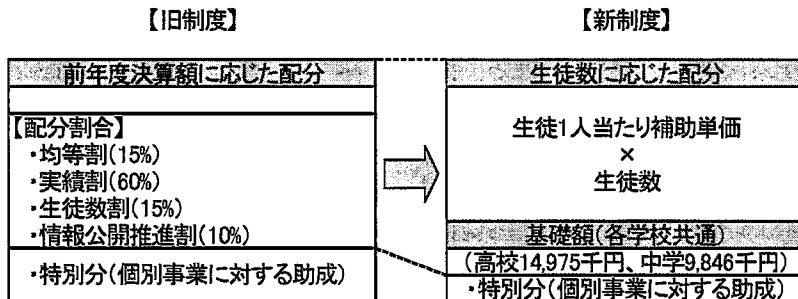 【旧制度】
前年度決算額に応じた配分
【配分割合】
・均等割(15%)
・実績割(60%)
・生徒数割(15%)
・情報公開推進割(10%)
・特別分(個別事業に対する助成)
【新制度】
生徒数に応じた配分
生徒1人当たり補助単価
×
生徒数
基礎額(各学校共通)
(高校14,975千円、中学9,846千円)
・特別分(個別事業に対する助成)